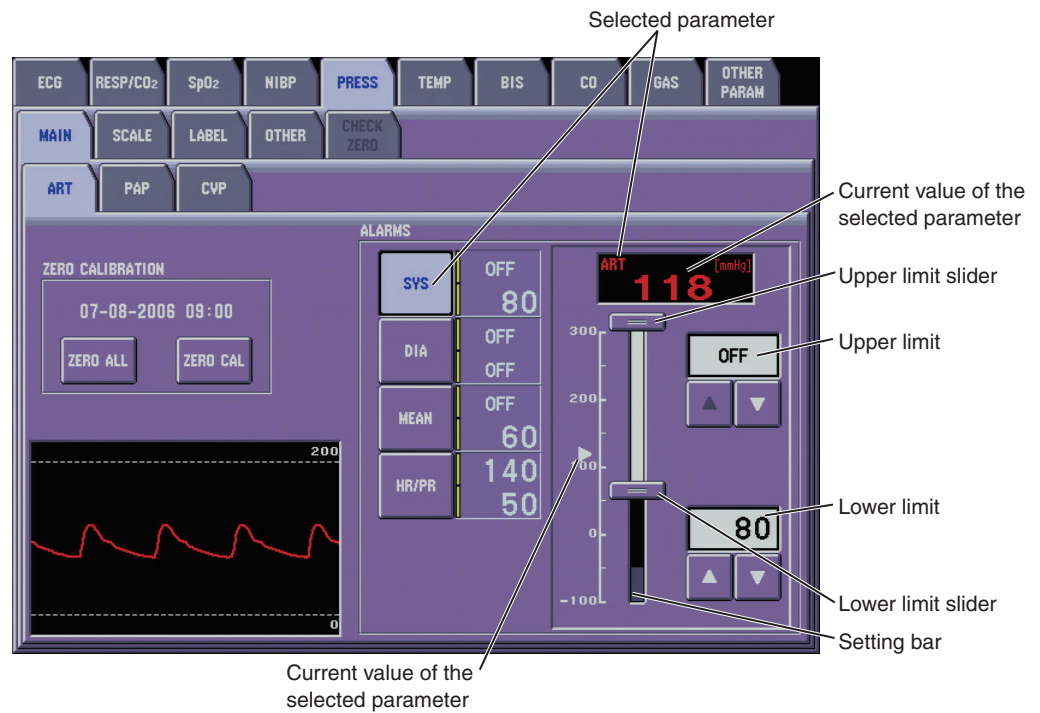 Selected parameter
ECG
RESP/CO2
SpO2
NIBP
PRESS
TEMP
BIS
CO
GAS
OTHER
PARAM
MAIN
SCALE
LABEL
OTHER
CHECK
ZERO
ART
PAP
CVP
ZERO CALIBRATION
07-08-2006 09:00
ZERO ALL
ZERO CAL
200
0
ALARMS
SYS
OFF
80
DIA
OFF
OFF
MEAN
OFF
60
HR/PR
140
50
ART
[mmHg]
118
300
200
100
0
-100
OFF
80
Current value of the
selected parameter
Upper limit slider
Upper limit
Lower limit
Lower limit slider
Setting bar
Current value of the
selected parameter